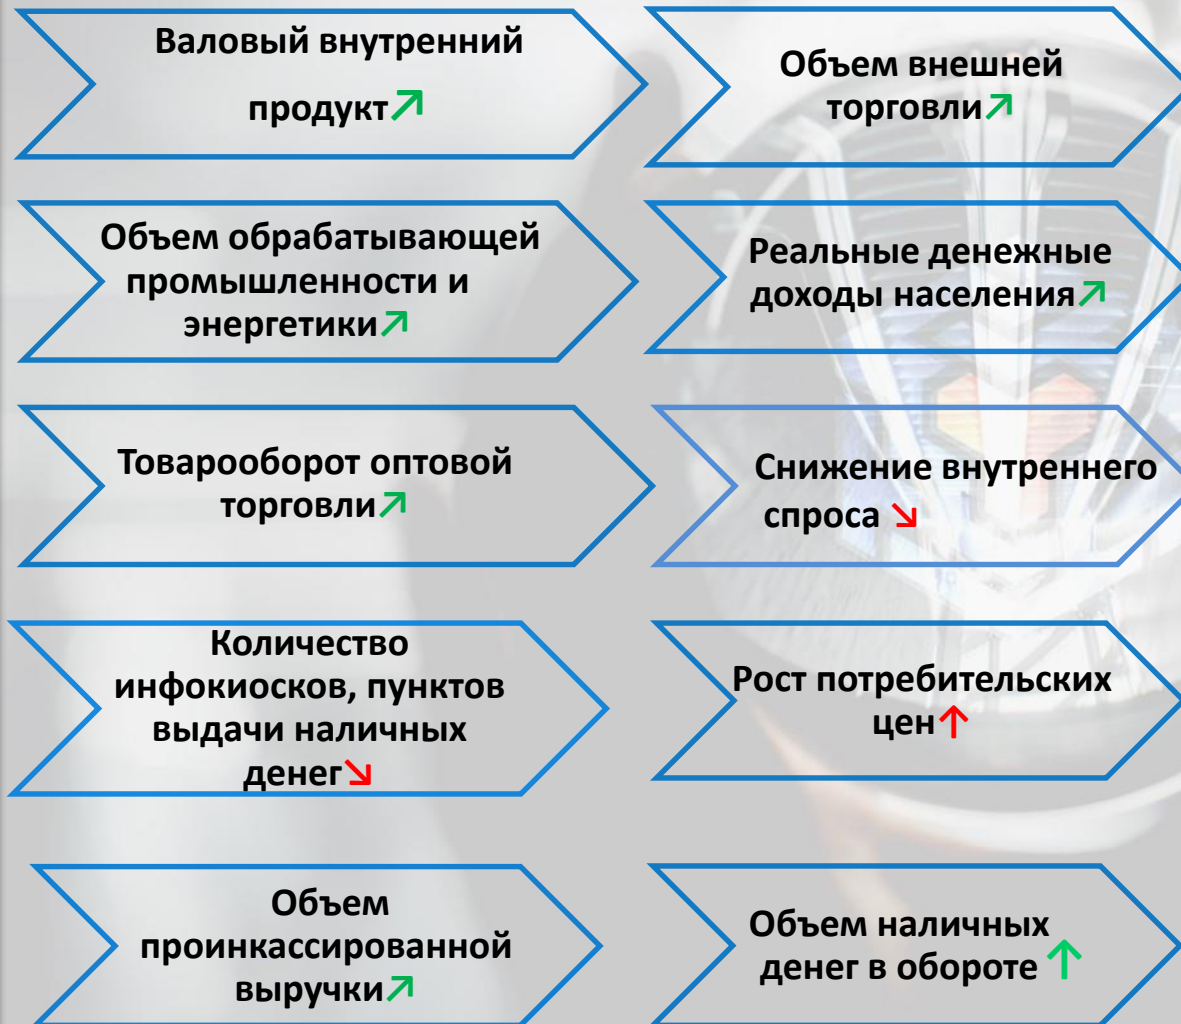 Валовый внутренний
продукт↗
Объем внешней
торговли↗
Объем обрабатывающей
промышленности и
энергетики↗
Реальные денежные
доходы населения↗
Товарооборот оптовой
торговли↗
Снижение внутреннего
спроса ↘
Количество
инфокиосков, пунктов
выдачи наличных
денег↘
Рост потребительских
цен↑
Объем
проинкассированной
выручки↗
Объем наличных
денег в обороте ↑